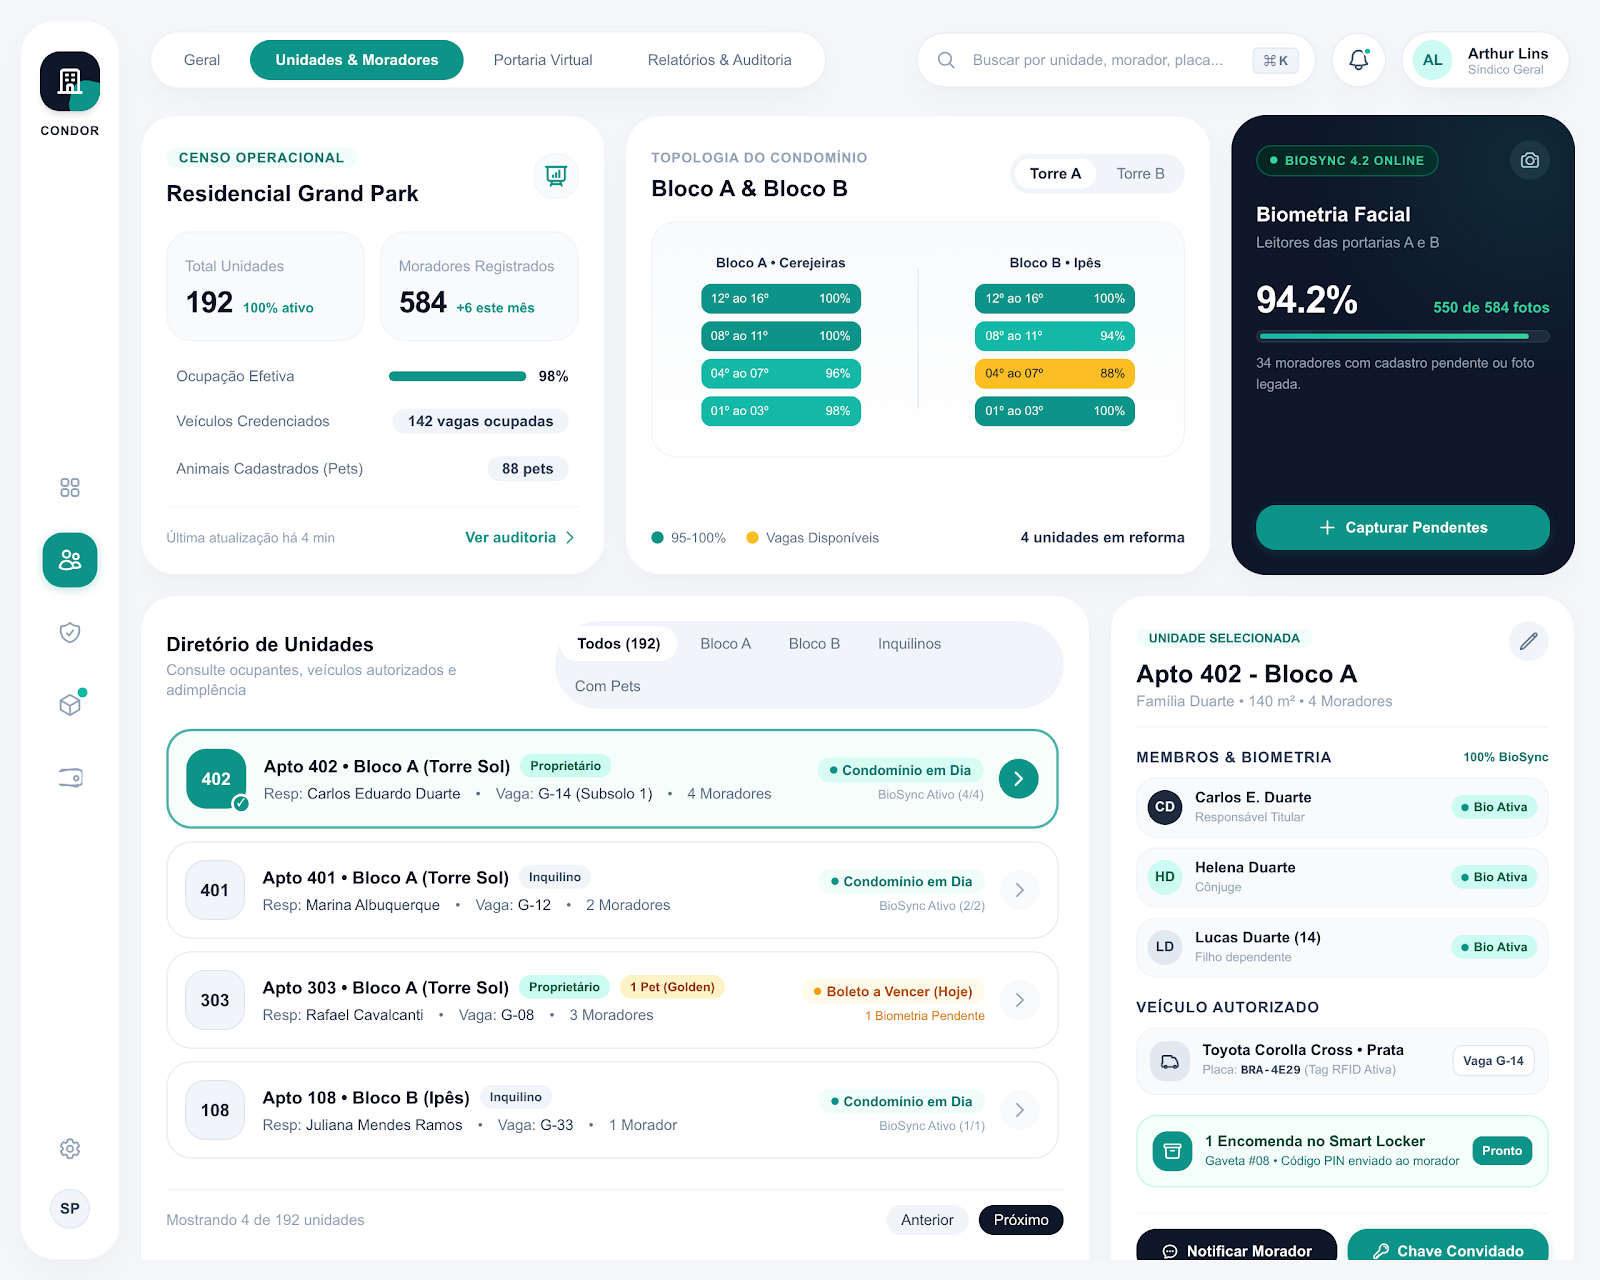 CONDOR
SP
Geral
Unidades & Moradores
Portaria Virtual
Relatórios & Auditoria
Buscar por unidade, morador, placa...
⌘K
AL
Arthur Lins
Síndico Geral
CENSO OPERACIONAL
Residencial Grand Park
Total Unidades
192 100% ativo
Moradores Registrados
584 +6 este mês
Ocupação Efetiva 98%
Veículos Credenciados 142 vagas ocupadas
Animais Cadastrados (Pets) 88 pets
Última atualização há 4 min Ver auditoria
TOPOLOGIA DO CONDOMÍNIO
Bloco A & Bloco B
Torre A Torre B
Bloco A • Cerejeiras
12º ao 16º 100%
08º ao 11º 100%
04º ao 07º 96%
01º ao 03º 98%
Bloco B • Ipês
12º ao 16º 100%
08º ao 11º 94%
04º ao 07º 88%
01º ao 03º 100%
95-100% Vagas Disponíveis 4 unidades em reforma
BIOSYNC 4.2 ONLINE
Biometria Facial
Leitores das portarias A e B
94.2% 550 de 584 fotos
34 moradores com cadastro pendente ou foto
legada.
Capturar Pendentes
Diretório de Unidades
Consulte ocupantes, veículos autorizados e
adimplência
Todos (192) Bloco A Bloco B Inquilinos
Com Pets
402
Apto 402 • Bloco A (Torre Sol) Proprietário
Resp: Carlos Eduardo Duarte • Vaga: G-14 (Subsolo 1) • 4 Moradores
Condomínio em Dia
BioSync Ativo (4/4)
401
Apto 401 • Bloco A (Torre Sol) Inquilino
Resp: Marina Albuquerque • Vaga: G-12 • 2 Moradores
Condomínio em Dia
BioSync Ativo (2/2)
303
Apto 303 • Bloco A (Torre Sol) Proprietário 1 Pet (Golden)
Resp: Rafael Cavalcanti • Vaga: G-08 • 3 Moradores
Boleto a Vencer (Hoje)
1 Biometria Pendente
108
Apto 108 • Bloco B (Ipês) Inquilino
Resp: Juliana Mendes Ramos • Vaga: G-33 • 1 Morador
Condomínio em Dia
BioSync Ativo (1/1)
Mostrando 4 de 192 unidades Anterior Próximo
UNIDADE SELECIONADA
Apto 402 - Bloco A
Família Duarte • 140 m² • 4 Moradores
MEMBROS & BIOMETRIA 100% BioSync
CD
Carlos E. Duarte
Responsável Titular
Bio Ativa
HD
Helena Duarte
Cônjuge
Bio Ativa
LD
Lucas Duarte (14)
Filho dependente
Bio Ativa
VEÍCULO AUTORIZADO
Toyota Corolla Cross • Prata
Placa: BRA-4E29 (Tag RFID Ativa)
Vaga G-14
1 Encomenda no Smart Locker
Gaveta #08 • Código PIN enviado ao morador
Pronto
Notificar Morador
Chave Convidado